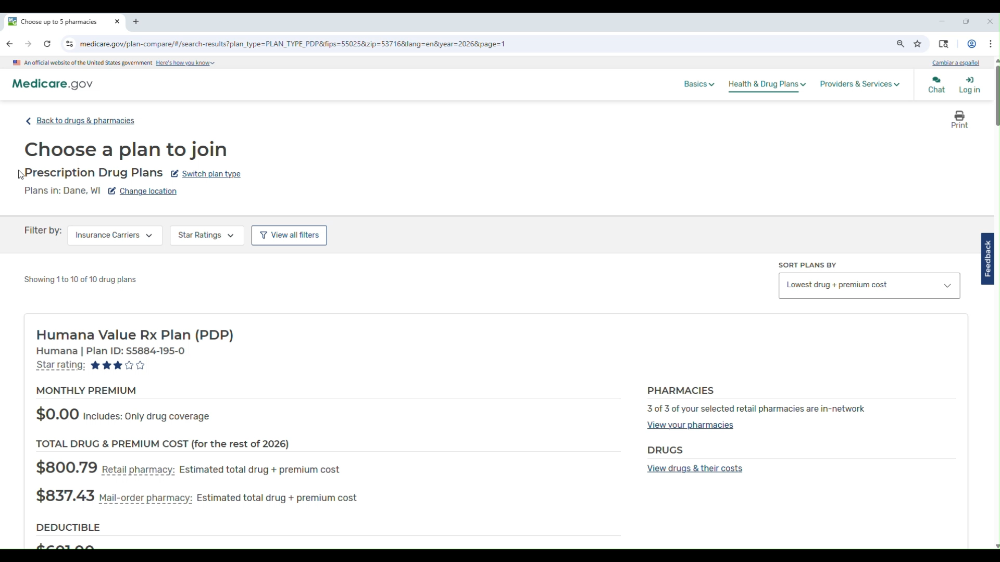 Choose up to 5 pharmacies
medicare.gov/plan-compare/#/search-results?plan_type=PLAN_TYPE_PDP&fips=55025&zip=53716&lang=en&year=2026&page=1
An official website of the United States government Here's how you know
Cambiar a español
Medicare.gov
Basics
Health & Drug Plans
Providers & Services
Chat
Log in
Back to drugs & pharmacies
Print
Choose a plan to join
Prescription Drug Plans Switch plan type
Plans in: Dane, WI Change location
Filter by: Insurance Carriers Star Ratings View all filters
Feedback
SORT PLANS BY
Showing 1 to 10 of 10 drug plans
Lowest drug + premium cost
Humana Value Rx Plan (PDP)
Humana | Plan ID: S5884-195-0
Star rating:
MONTHLY PREMIUM
$0.00 Includes: Only drug coverage
TOTAL DRUG & PREMIUM COST (for the rest of 2026)
$800.79 Retail pharmacy: Estimated total drug + premium cost
$837.43 Mail-order pharmacy: Estimated total drug + premium cost
DEDUCTIBLE
PHARMACIES
3 of 3 of your selected retail pharmacies are in-network
View your pharmacies
DRUGS
View drugs & their costs